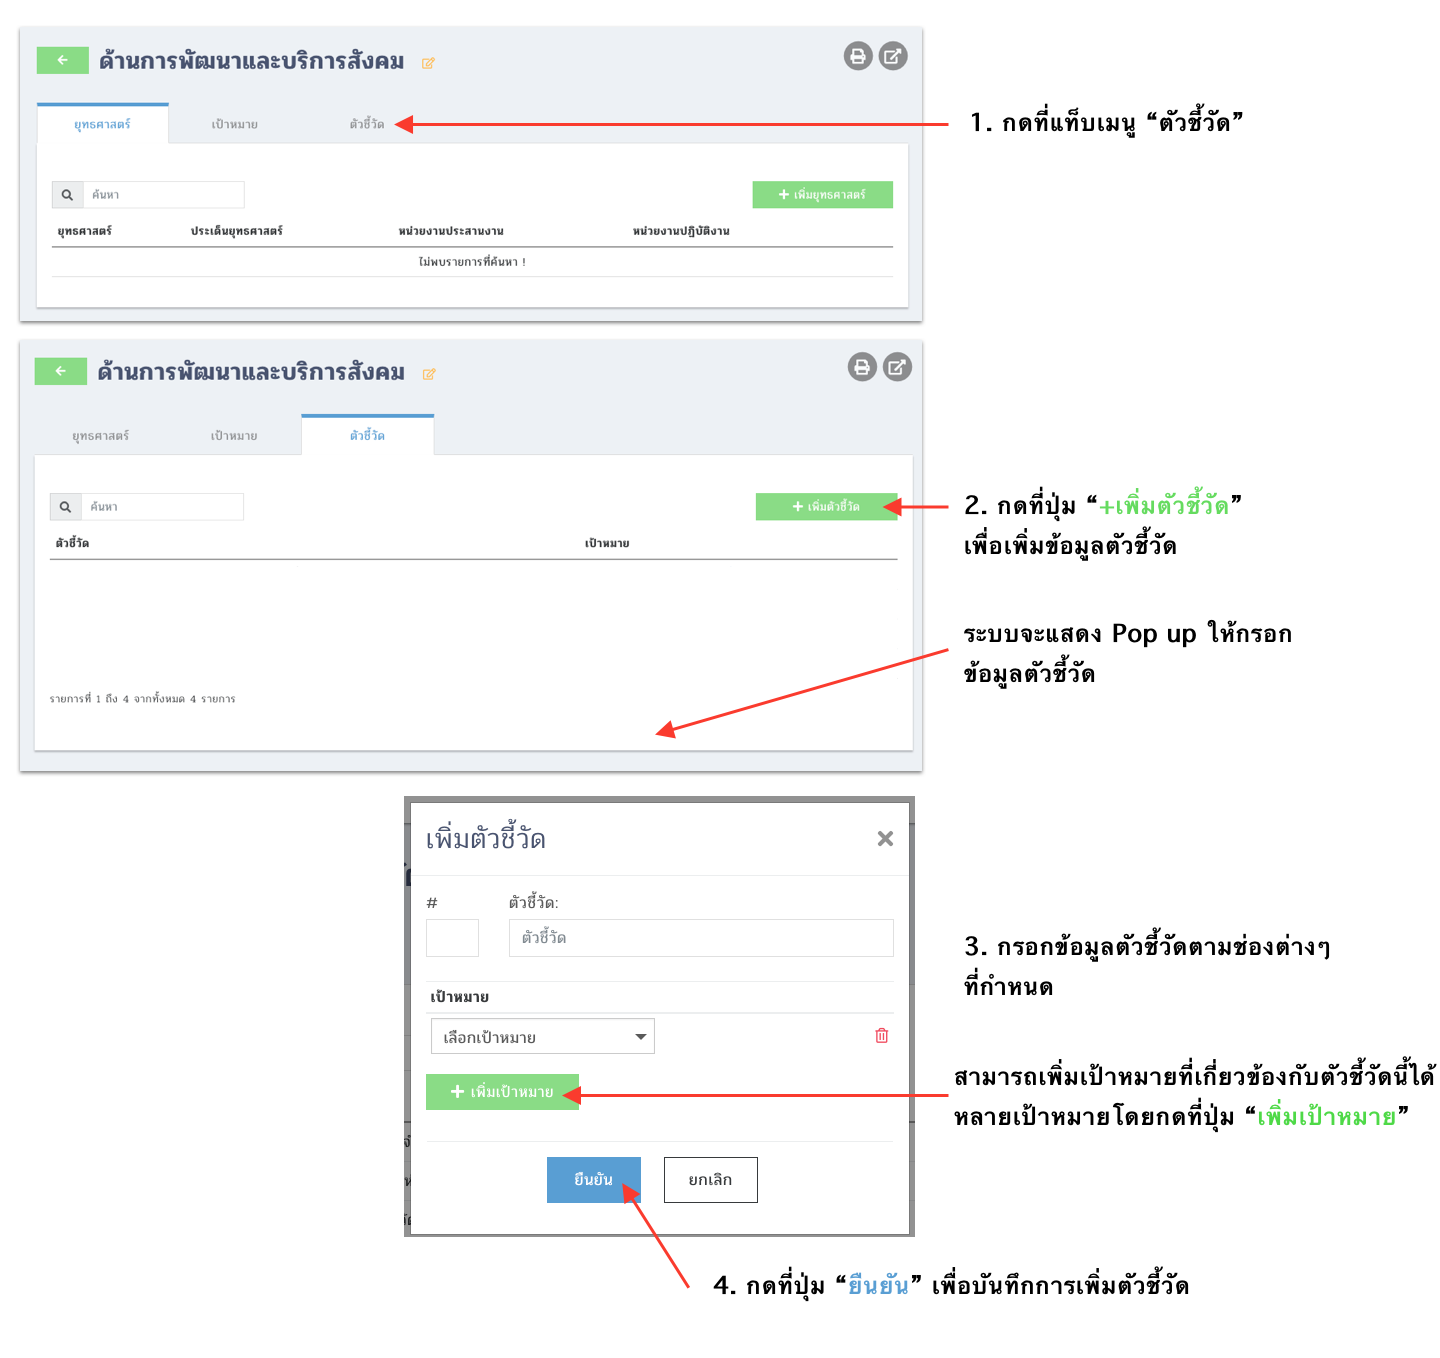 ด้านการพัฒนาและบริการสังคม
ยุทธศาสตร์ เป้าหมาย ตัวชี้วัด
1. กดที่แท็บเมนู “ตัวชี้วัด”
ค้นหา
+ เพิ่มยุทธศาสตร์
ยุทธศาสตร์ ประเด็นยุทธศาสตร์ หน่วยงานประสานงาน หน่วยงานปฏิบัติงาน
ไม่พบรายการที่ค้นหา !
ด้านการพัฒนาและบริการสังคม
ยุทธศาสตร์ เป้าหมาย ตัวชี้วัด
ค้นหา
+ เพิ่มตัวชี้วัด
2. กดที่ปุ่ม “+เพิ่มตัวชี้วัด”
เพื่อเพิ่มข้อมูลตัวชี้วัด
ตัวชี้วัด เป้าหมาย
ระบบจะแสดง Pop up ให้กรอก
ข้อมูลตัวชี้วัด
รายการที่ 1 ถึง 4 จากทั้งหมด 4 รายการ
เพิ่มตัวชี้วัด
# ตัวชี้วัด:
ตัวชี้วัด
3. กรอกข้อมูลตัวชี้วัดตามช่องต่างๆ
ที่กำหนด
เป้าหมาย
เลือกเป้าหมาย
+ เพิ่มเป้าหมาย
สามารถเพิ่มเป้าหมายที่เกี่ยวข้องกับตัวชี้วัดนี้ได้
หลายเป้าหมายโดยกดที่ปุ่ม “เพิ่มเป้าหมาย”
ยืนยัน ยกเลิก
4. กดที่ปุ่ม “ยืนยัน” เพื่อบันทึกการเพิ่มตัวชี้วัด